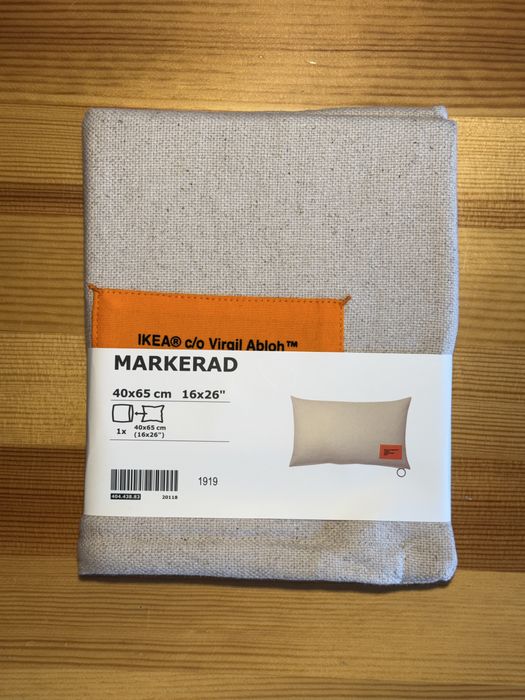 IKEA® c/o Virgil Abloh™
MARKERAD
40x65 cm 16x26"
1x
40x65 cm
(16x26")
1919
404.438.83
20118